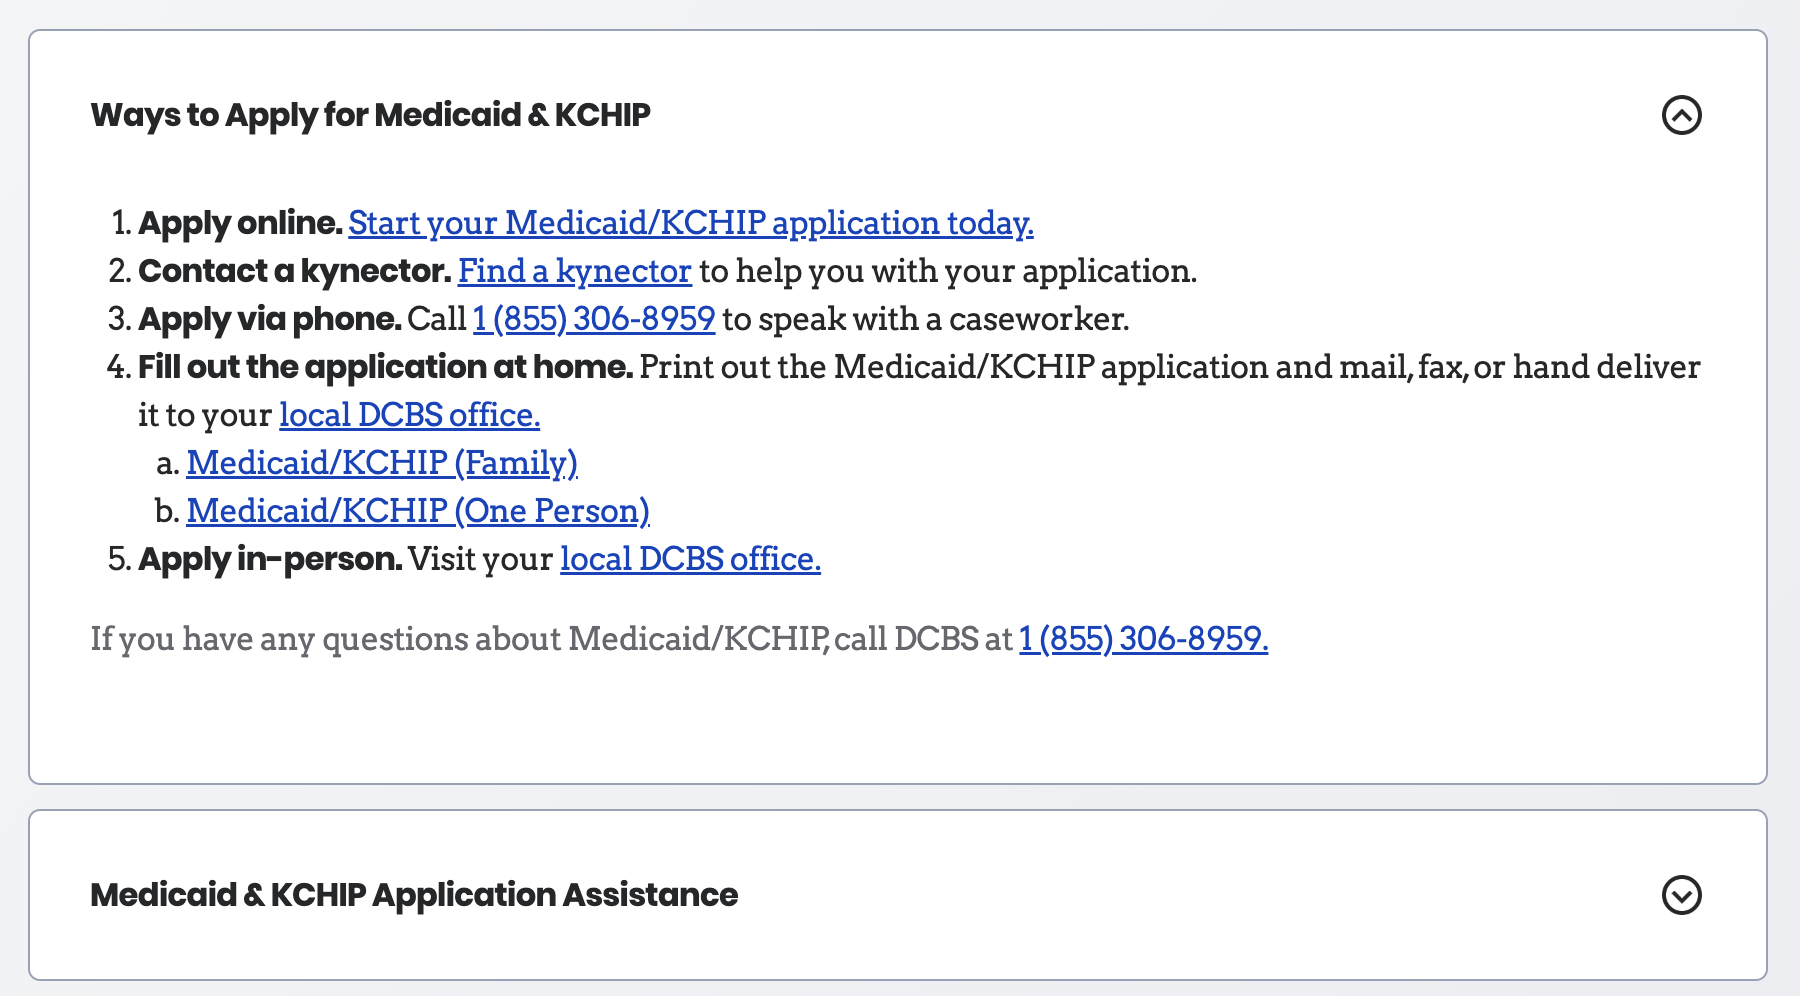 Ways to Apply for Medicaid & KCHIP
1. Apply online. Start your Medicaid/KCHIP application today.
2. Contact a kynector. Find a kynector to help you with your application.
3. Apply via phone. Call 1 (855) 306-8959 to speak with a caseworker.
4. Fill out the application at home. Print out the Medicaid/KCHIP application and mail, fax, or hand deliver
it to your local DCBS office.
a. Medicaid/KCHIP (Family)
b. Medicaid/KCHIP (One Person)
5. Apply in-person. Visit your local DCBS office.
If you have any questions about Medicaid/KCHIP, call DCBS at 1 (855) 306-8959.
Medicaid & KCHIP Application Assistance